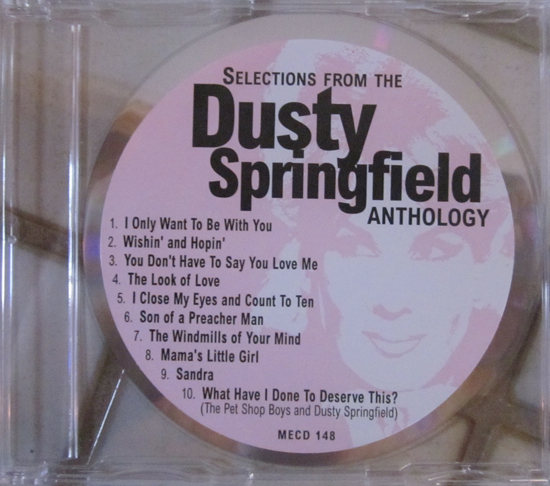 SELECTIONS FROM THE
Dusty
Springfield
ANTHOLOGY
1. I Only Want To Be With You
2. Wishin' and Hopin'
3. You Don't Have To Say You Love Me
4. The Look of Love
5. I Close My Eyes and Count To Ten
6. Son of a Preacher Man
7. The Windmills of Your Mind
8. Mama's Little Girl
9. Sandra
10. What Have I Done To Deserve This?
(The Pet Shop Boys and Dusty Springfield)
MECD 148